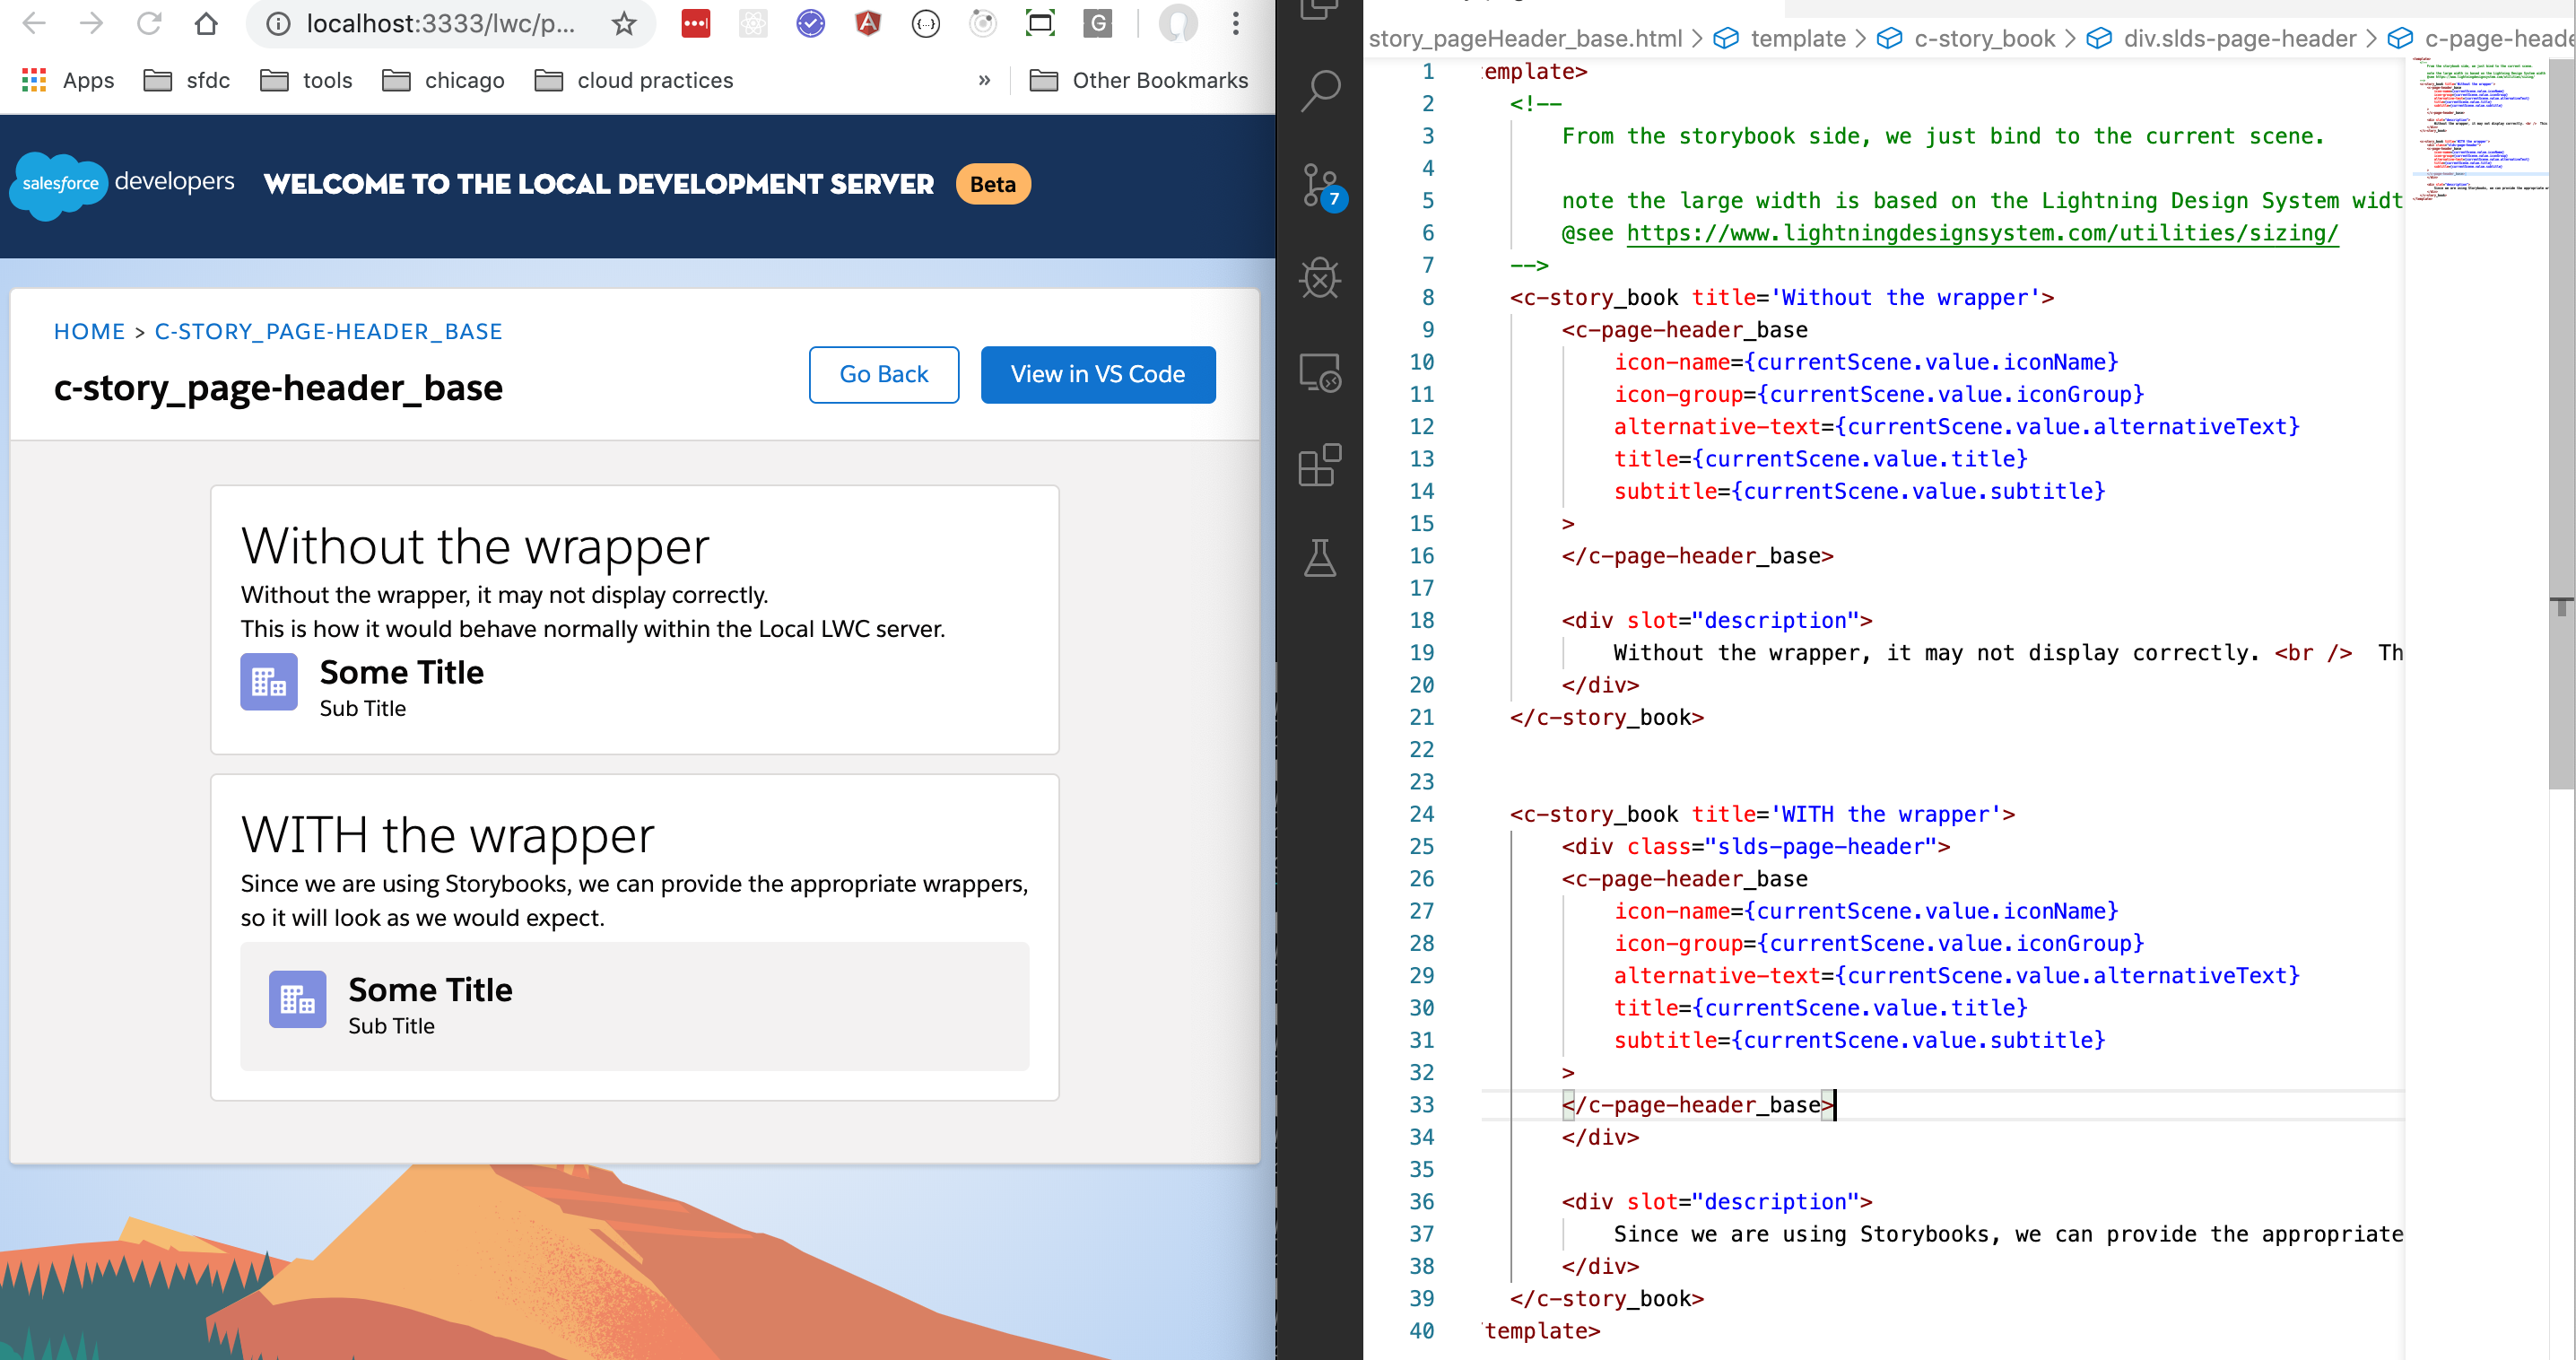 localhost:3333/lwc/p...
Apps sfdc tools chicago cloud practices » Other Bookmarks
salesforce developers WELCOME TO THE LOCAL DEVELOPMENT SERVER Beta
HOME > C-STORY_PAGE-HEADER_BASE
c-story_page-header_base
Go Back
View in VS Code
Without the wrapper
Without the wrapper, it may not display correctly.
This is how it would behave normally within the Local LWC server.
Some Title
Sub Title
WITH the wrapper
Since we are using Storybooks, we can provide the appropriate wrappers,
so it will look as we would expect.
Some Title
Sub Title
7
story_pageHeader_base.html > template > c-story_book > div.slds-page-header > c-page-heade
1 emplate>
2 <!--
3 From the storybook side, we just bind to the current scene.
4
5 note the large width is based on the Lightning Design System widt
6 @see https://www.lightningdesignsystem.com/utilities/sizing/
7 -->
8 <c-story_book title='Without the wrapper'>
9 <c-page-header_base
10 icon-name={currentScene.value.iconName}
11 icon-group={currentScene.value.iconGroup}
12 alternative-text={currentScene.value.alternativeText}
13 title={currentScene.value.title}
14 subtitle={currentScene.value.subtitle}
15 >
16 </c-page-header_base>
17
18 <div slot="description">
19 Without the wrapper, it may not display correctly. <br /> Th
20 </div>
21 </c-story_book>
22
23
24 <c-story_book title='WITH the wrapper'>
25 <div class="slds-page-header">
26 <c-page-header_base
27 icon-name={currentScene.value.iconName}
28 icon-group={currentScene.value.iconGroup}
29 alternative-text={currentScene.value.alternativeText}
30 title={currentScene.value.title}
31 subtitle={currentScene.value.subtitle}
32 >
33 </c-page-header_base>
34 </div>
35
36 <div slot="description">
37 Since we are using Storybooks, we can provide the appropriate
38 </div>
39 </c-story_book>
40 template>